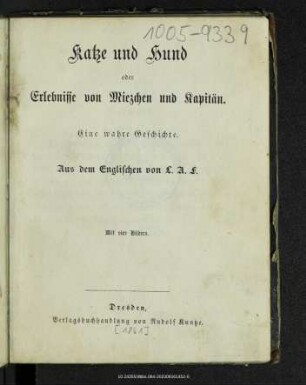 1005-9339
Katze und Hund
oder
Erlebnisse von Miezchen und Kapitän.
Eine wahre Geschichte.
Aus dem Englischen von L. A. F.
Mit vier Bildern.
Dresden,
Verlagsbuchhandlung von Rudolf Kuntze.
[1861]